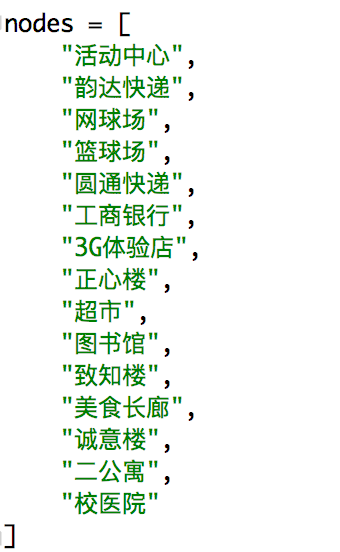 nodes = [
"活动中心",
"韵达快递",
"网球场",
"篮球场",
"圆通快递",
"工商银行",
"3G体验店",
"正心楼",
"超市",
"图书馆",
"致知楼",
"美食长廊",
"诚意楼",
"二公寓",
"校医院"
]